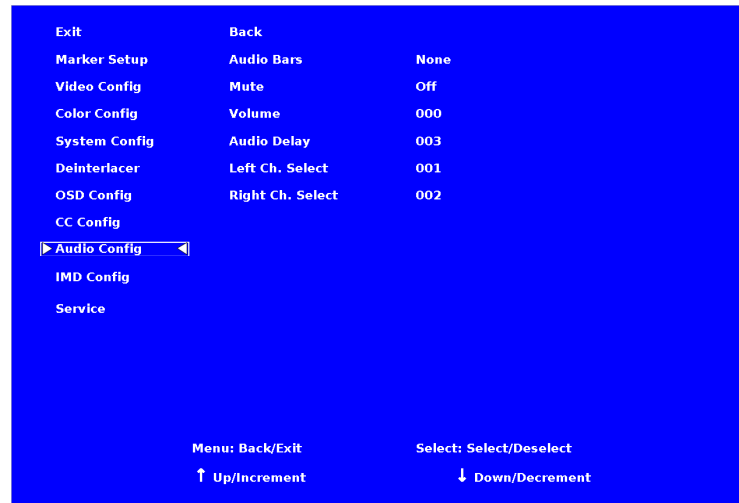 Exit Back
Marker Setup Audio Bars None
Video Config Mute Off
Color Config Volume 000
System Config Audio Delay 003
Deinterlacer Left Ch. Select 001
OSD Config Right Ch. Select 002
CC Config
Audio Config
IMD Config
Service
Menu: Back/Exit Select: Select/Deselect
↑ Up/Increment ↓ Down/Decrement